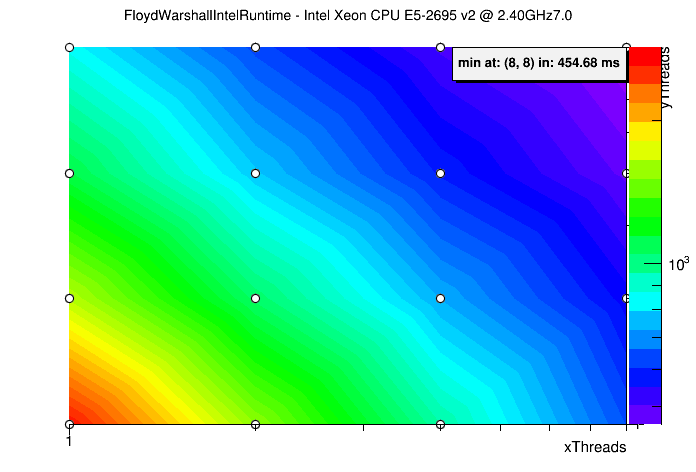 FloydWarshallIntelRuntime - Intel Xeon CPU E5-2695 v2 @ 2.40GHz7.0
min at: (8, 8) in: 454.68 ms
yThreads
10³
1
xThreads